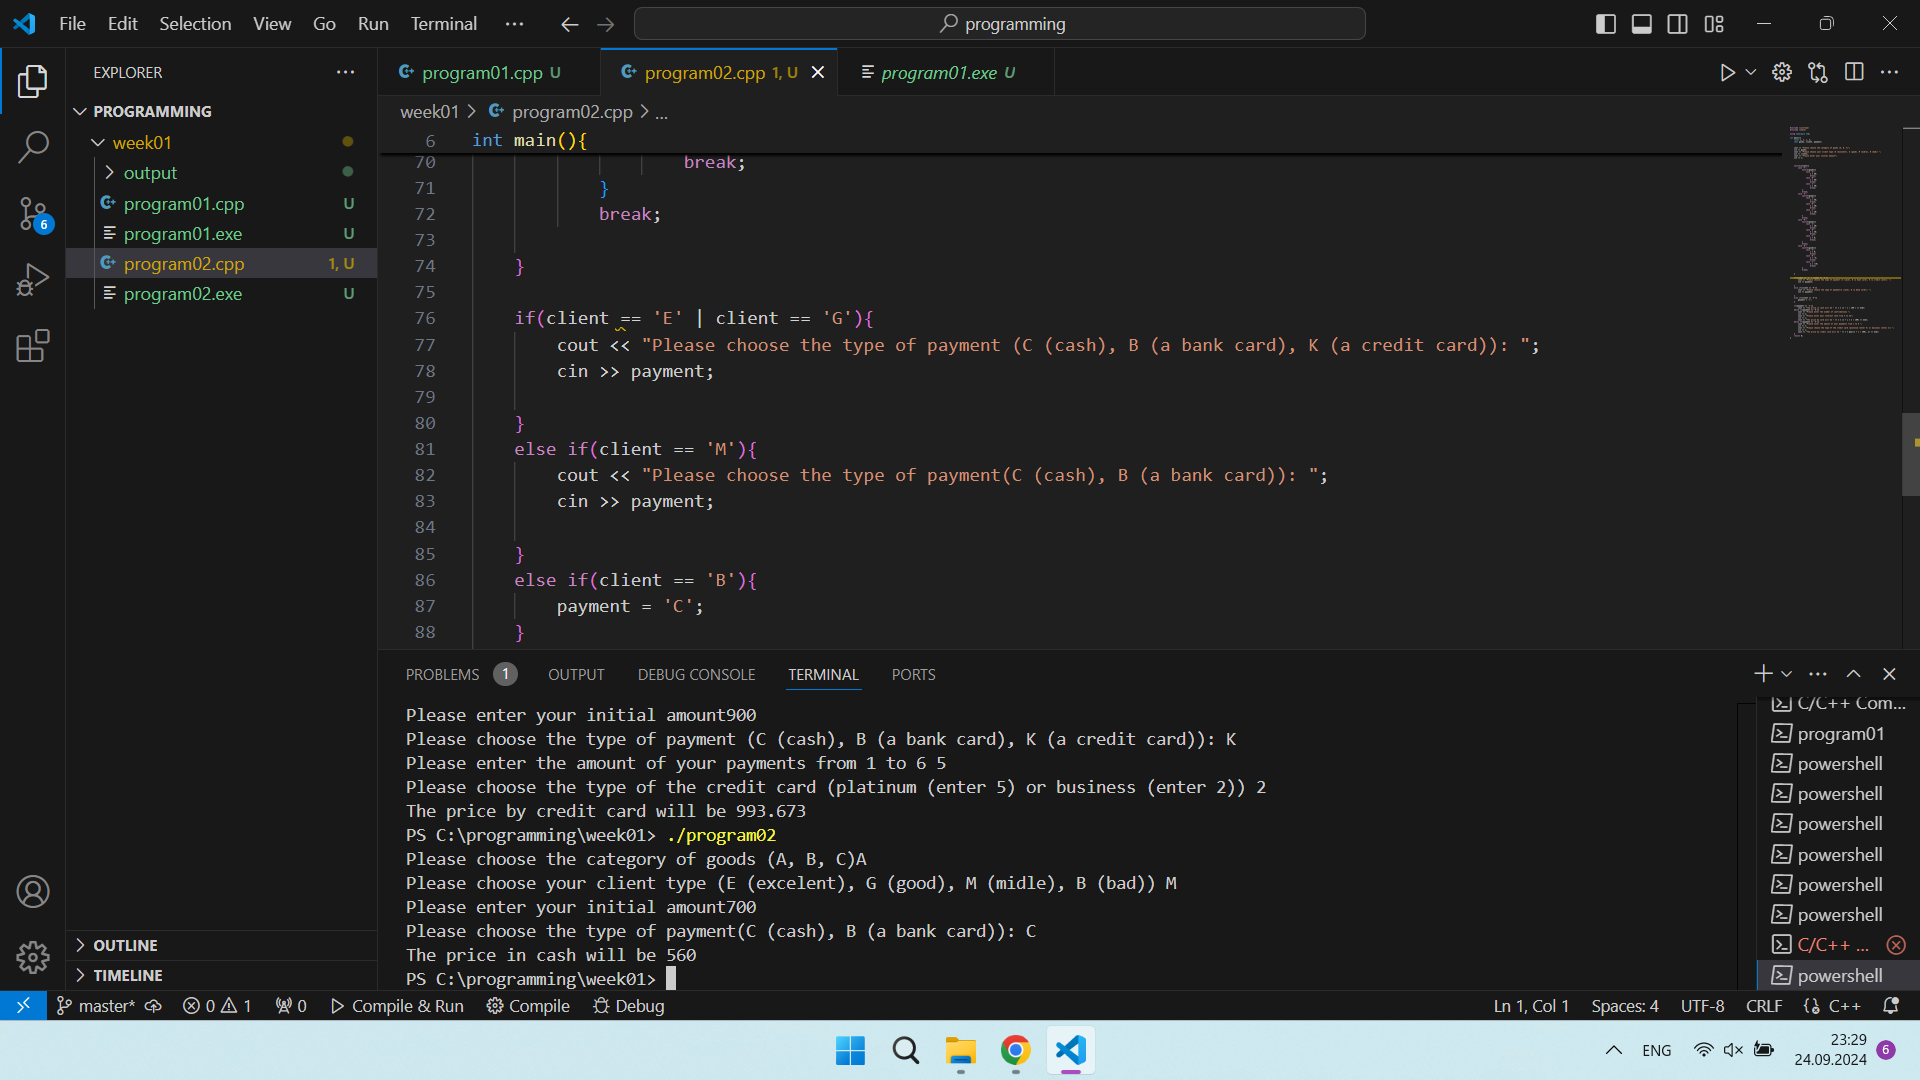 File Edit Selection View Go Run Terminal ··· programming
EXPLORER ···
PROGRAMMING
week01
output
program01.cpp U
program01.exe U
program02.cpp 1, U
program02.exe U
OUTLINE
TIMELINE
6
program01.cpp U program02.cpp 1, U program01.exe U
week01 > program02.cpp > ...
6 int main(){
70 break;
71 }
72 break;
73
74 }
75
76 if(client == 'E' | client == 'G'){
77 cout << "Please choose the type of payment (C (cash), B (a bank card), K (a credit card)): ";
78 cin >> payment;
79
80 }
81 else if(client == 'M'){
82 cout << "Please choose the type of payment(C (cash), B (a bank card)): ";
83 cin >> payment;
84
85 }
86 else if(client == 'B'){
87 payment = 'C';
88 }
PROBLEMS 1 OUTPUT DEBUG CONSOLE TERMINAL PORTS
Please enter your initial amount900
Please choose the type of payment (C (cash), B (a bank card), K (a credit card)): K
Please enter the amount of your payments from 1 to 6 5
Please choose the type of the credit card (platinum (enter 5) or business (enter 2)) 2
The price by credit card will be 993.673
PS C:\programming\week01> ./program02
Please choose the category of goods (A, B, C)A
Please choose your client type (E (excelent), G (good), M (midle), B (bad)) M
Please enter your initial amount700
Please choose the type of payment(C (cash), B (a bank card)): C
The price in cash will be 560
PS C:\programming\week01>
C/C++ Com...
program01
powershell
powershell
powershell
powershell
powershell
powershell
C/C++ ...
powershell
master* 0 1 0 Compile & Run Compile Debug Ln 1, Col 1 Spaces: 4 UTF-8 CRLF {} C++
ENG 23:29 6
24.09.2024